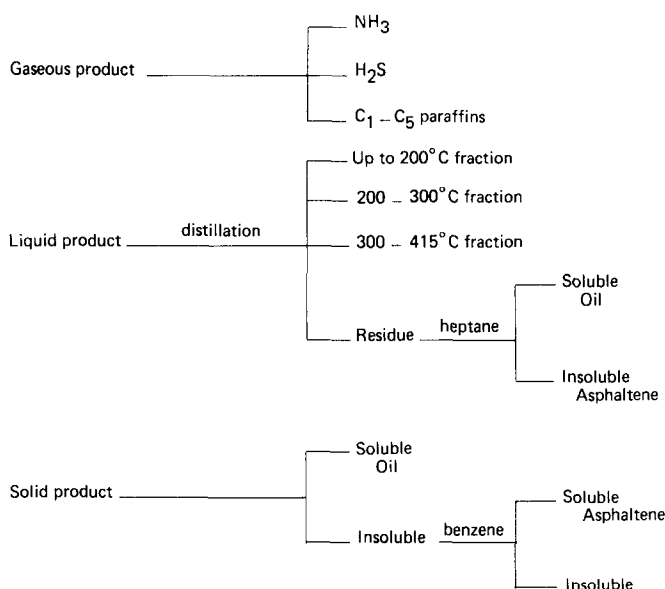 NH3
Gaseous product
H2S
C1 – C5 paraffins
Up to 200°C fraction
200 – 300°C fraction
Liquid product
distillation
300 – 415°C fraction
Soluble
Oil
Residue
heptane
Insoluble
Asphaltene
Soluble
Oil
Solid product
Soluble
Asphaltene
Insoluble
benzene
Insoluble